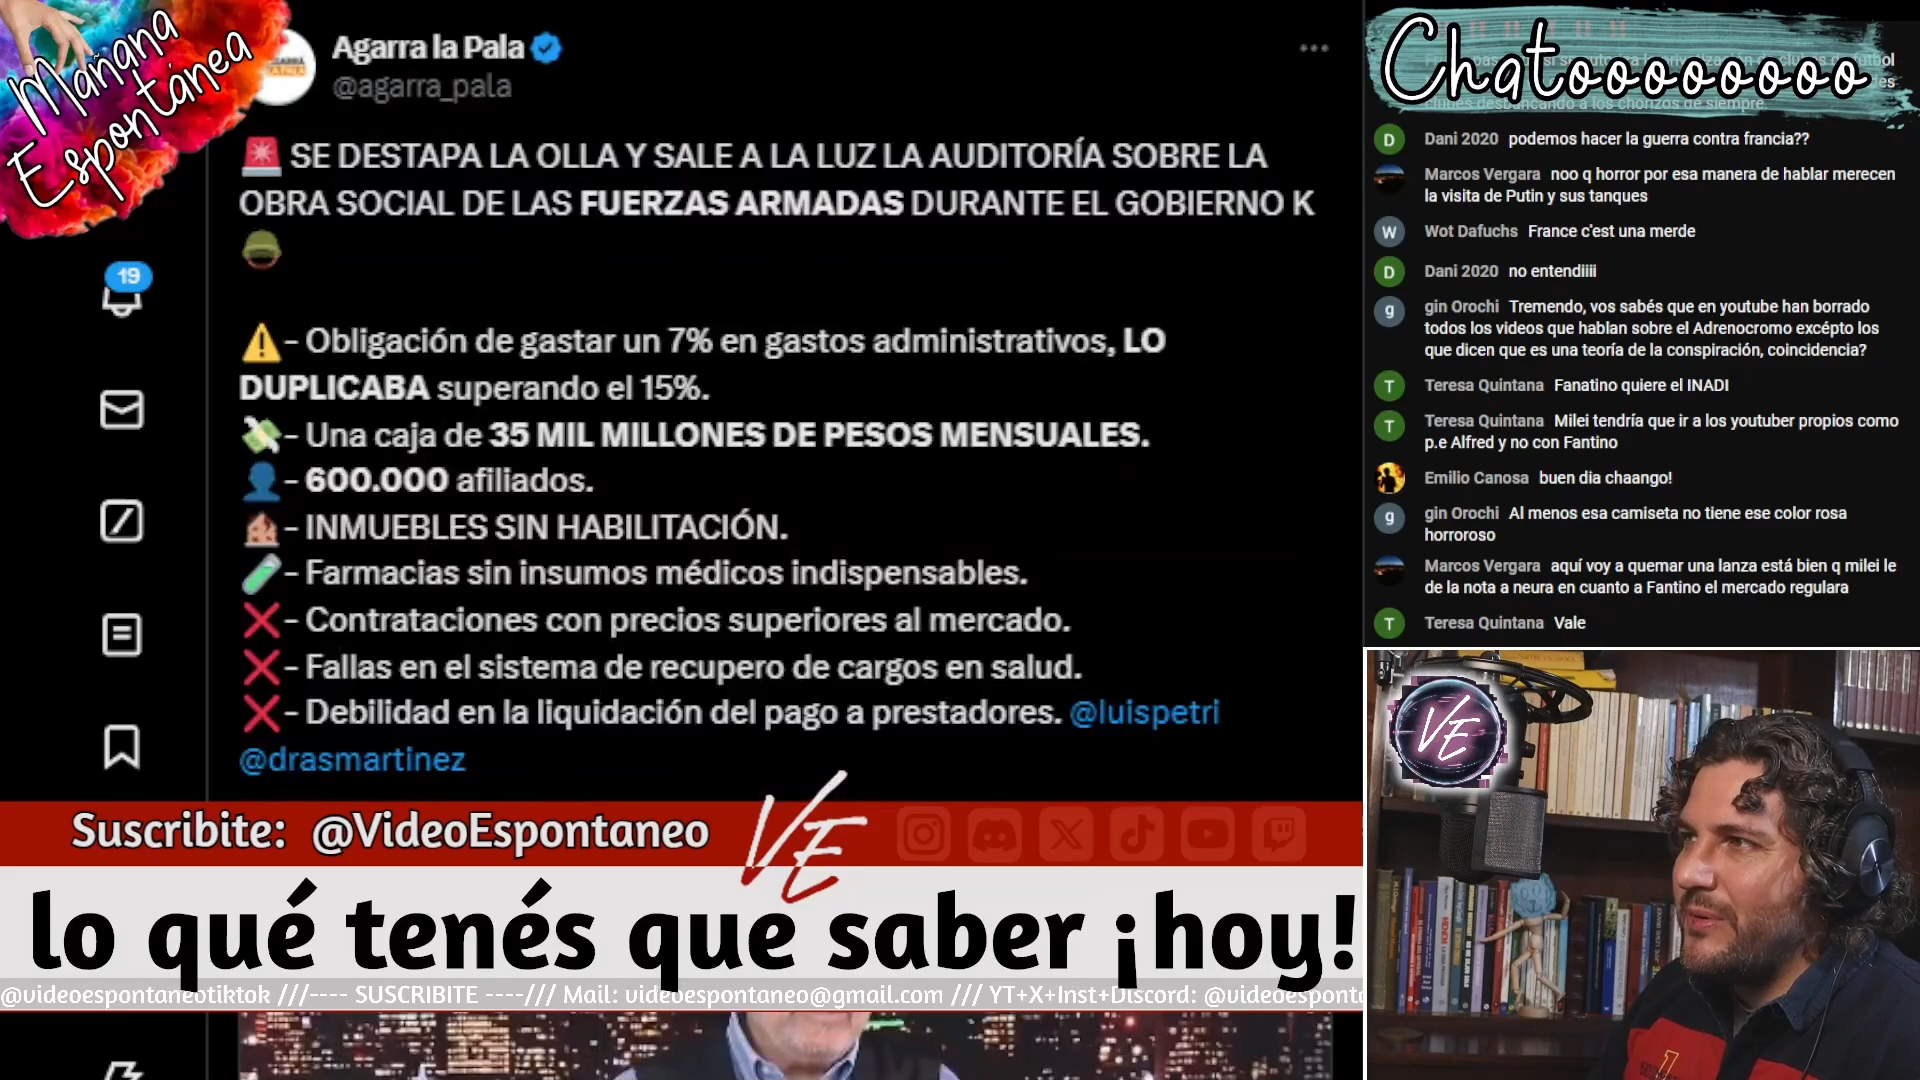 Mañana
Espontánea
Agarra la Pala
@agarra_pala
SE DESTAPA LA OLLA Y SALE A LA LUZ LA AUDITORÍA SOBRE LA
OBRA SOCIAL DE LAS FUERZAS ARMADAS DURANTE EL GOBIERNO K
19
- Obligación de gastar un 7% en gastos administrativos, LO
DUPLICABA superando el 15%.
- Una caja de 35 MIL MILLONES DE PESOS MENSUALES.
- 600.000 afiliados.
- INMUEBLES SIN HABILITACIÓN.
- Farmacias sin insumos médicos indispensables.
- Contrataciones con precios superiores al mercado.
- Fallas en el sistema de recupero de cargos en salud.
- Debilidad en la liquidación del pago a prestadores. @luispetri
@drasmartinez
Suscribite: @VideoEspontaneo
VE
lo qué tenés que saber ¡hoy!
@videoespontaneotiktok ///---- SUSCRIBITE ----/// Mail: videoespontaneo@gmail.com /// YT+X+Inst+Discord: @videoesponta
Chatooooooooo
clubes desbancando a los chorizos de siempre.
D Dani 2020 podemos hacer la guerra contra francia??
Marcos Vergara noo q horror por esa manera de hablar merecen
la visita de Putin y sus tanques
W Wot Dafuchs France c'est una merde
D Dani 2020 no entendiiii
g gin Orochi Tremendo, vos sabés que en youtube han borrado
todos los videos que hablan sobre el Adrenocromo excépto los
que dicen que es una teoría de la conspiración, coincidencia?
T Teresa Quintana Fanatino quiere el INADI
T Teresa Quintana Milei tendría que ir a los youtuber propios como
p.e Alfred y no con Fantino
Emilio Canosa buen dia chaango!
g gin Orochi Al menos esa camiseta no tiene ese color rosa
horroroso
Marcos Vergara aquí voy a quemar una lanza está bien q milei le
de la nota a neura en cuanto a Fantino el mercado regulara
T Teresa Quintana Vale
VE